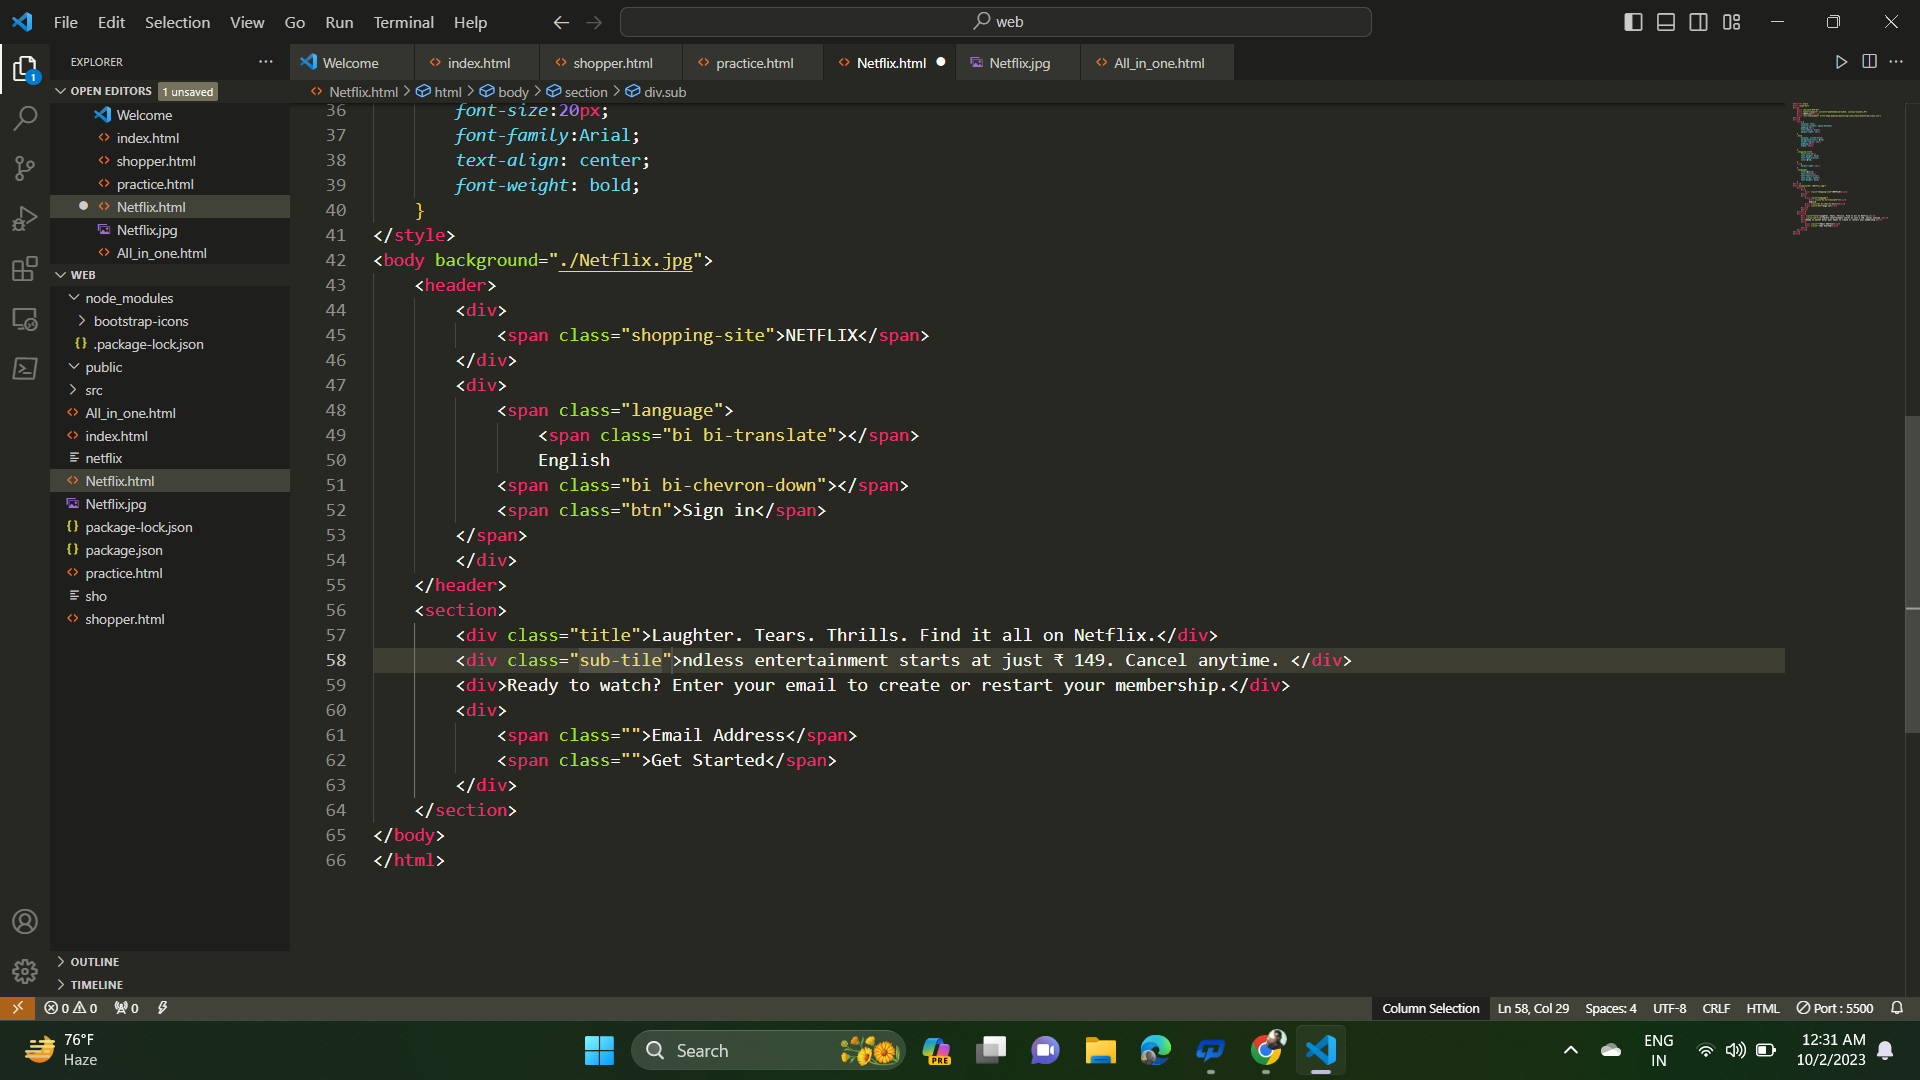 File Edit Selection View Go Run Terminal Help
web
EXPLORER
Welcome
index.html
shopper.html
practice.html
Netflix.html
Netflix.jpg
All_in_one.html
OPEN EDITORS 1 unsaved
Welcome
index.html
shopper.html
practice.html
Netflix.html
Netflix.jpg
All_in_one.html
WEB
node_modules
bootstrap-icons
{} .package-lock.json
public
src
All_in_one.html
index.html
netflix
Netflix.html
Netflix.jpg
{} package-lock.json
{} package.json
practice.html
sho
shopper.html
OUTLINE
TIMELINE
Netflix.html > html > body > section > div.sub
36 font-size:20px;
37 font-family:Arial;
38 text-align: center;
39 font-weight: bold;
40 }
41 </style>
42 <body background="./Netflix.jpg">
43 <header>
44 <div>
45 <span class="shopping-site">NETFLIX</span>
46 </div>
47 <div>
48 <span class="language">
49 <span class="bi bi-translate"></span>
50 English
51 <span class="bi bi-chevron-down"></span>
52 <span class="btn">Sign in</span>
53 </span>
54 </div>
55 </header>
56 <section>
57 <div class="title">Laughter. Tears. Thrills. Find it all on Netflix.</div>
58 <div class="sub-tile">ndless entertainment starts at just ₹ 149. Cancel anytime. </div>
59 <div>Ready to watch? Enter your email to create or restart your membership.</div>
60 <div>
61 <span class="">Email Address</span>
62 <span class="">Get Started</span>
63 </div>
64 </section>
65 </body>
66 </html>
1
0 0 0
Column Selection Ln 58, Col 29 Spaces: 4 UTF-8 CRLF HTML Port : 5500
76°F
Haze
Search
PRE
ENG
IN
12:31 AM
10/2/2023